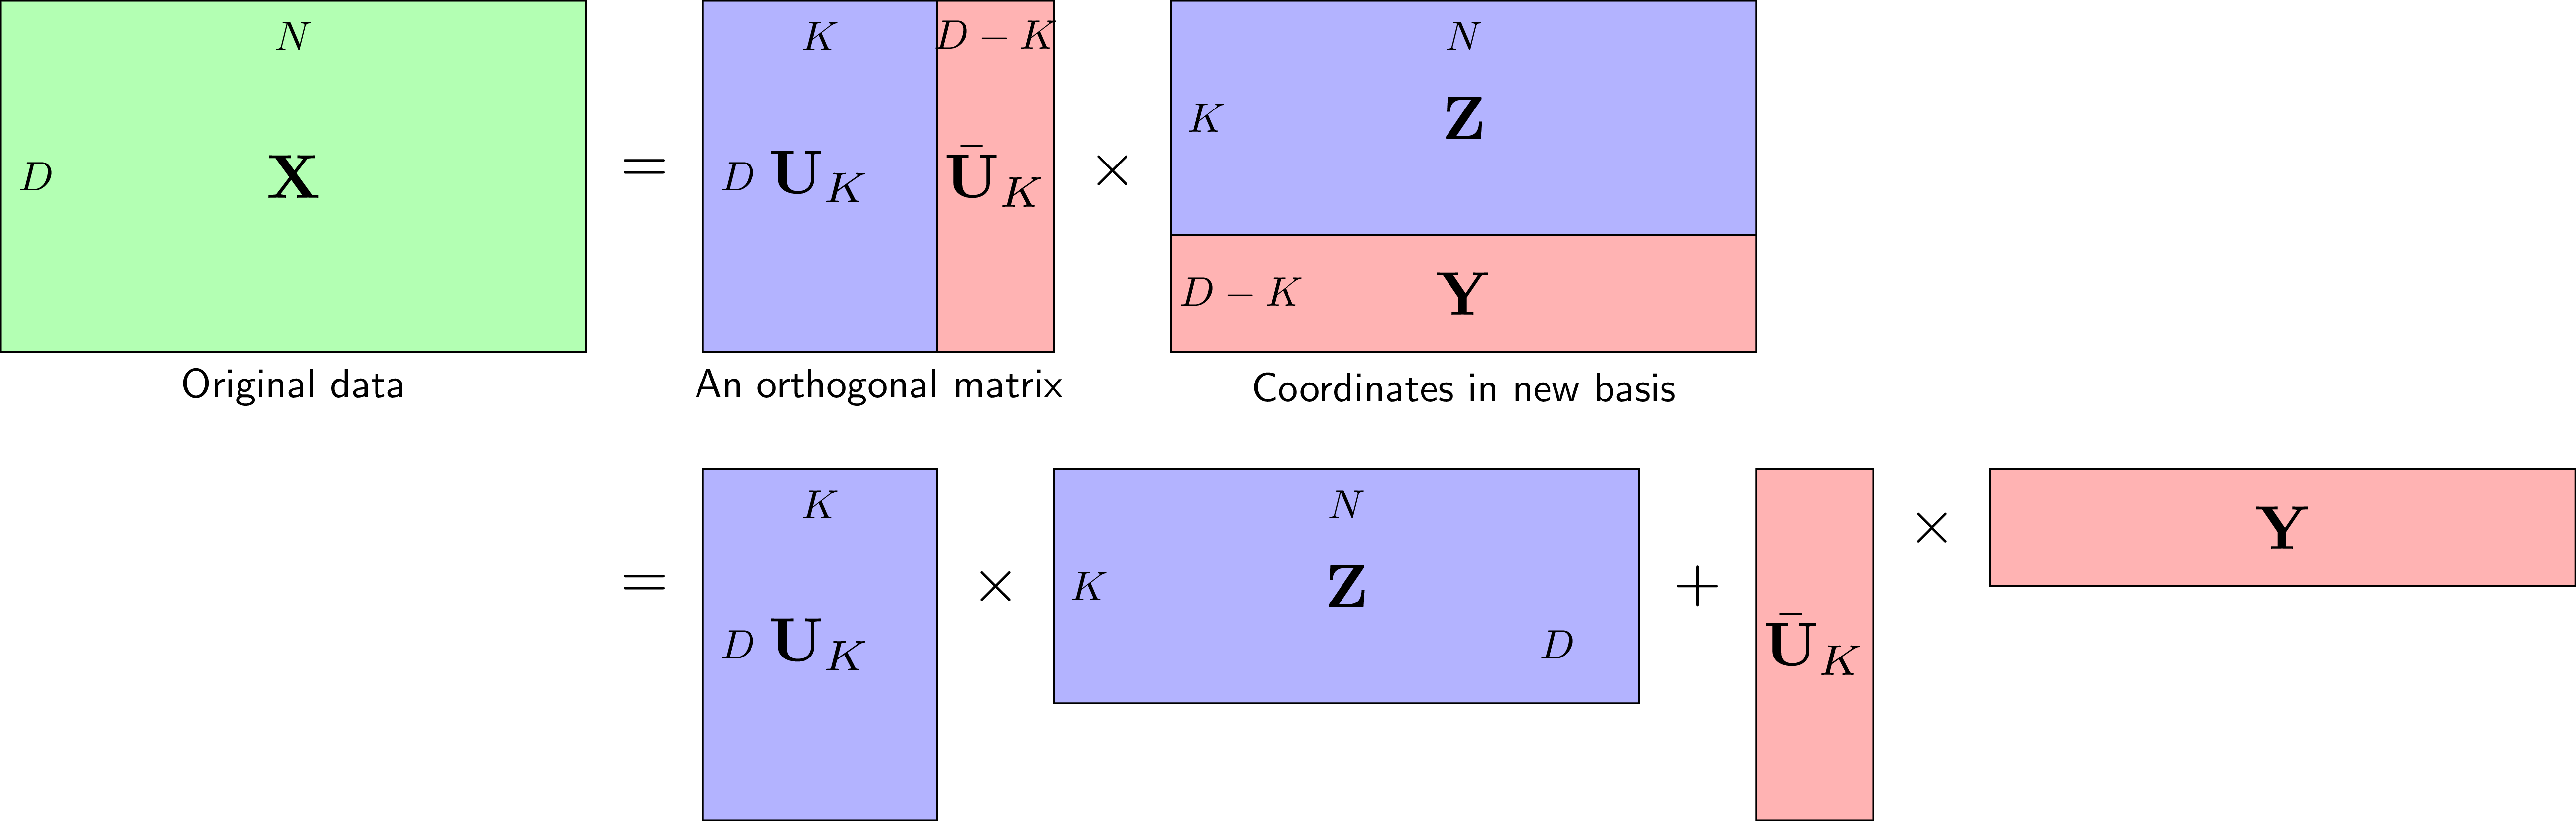 N K D − K N
K Z
D X = D U_K Ū_K × 
D − K Y
Original data An orthogonal matrix Coordinates in new basis
K N
× Y
= K Z +
D U_K × D Ū_K